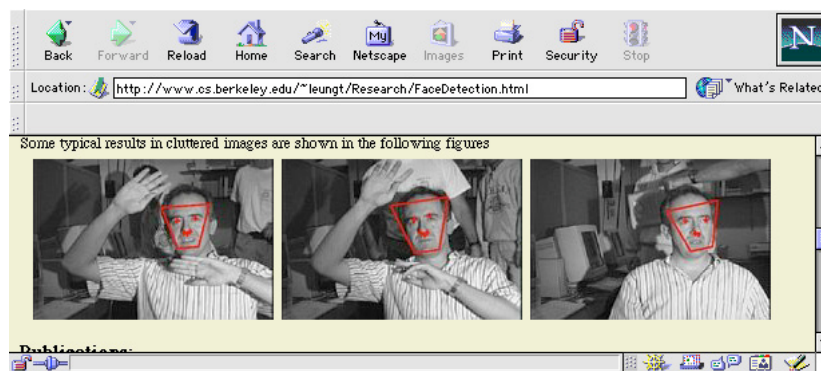 Back Forward Reload Home Search Netscape Images Print Security Stop
Location: http://www.cs.berkeley.edu/~leungt/Research/FaceDetection.html What's Related
Some typical results in cluttered images are shown in the following figures
Publications: